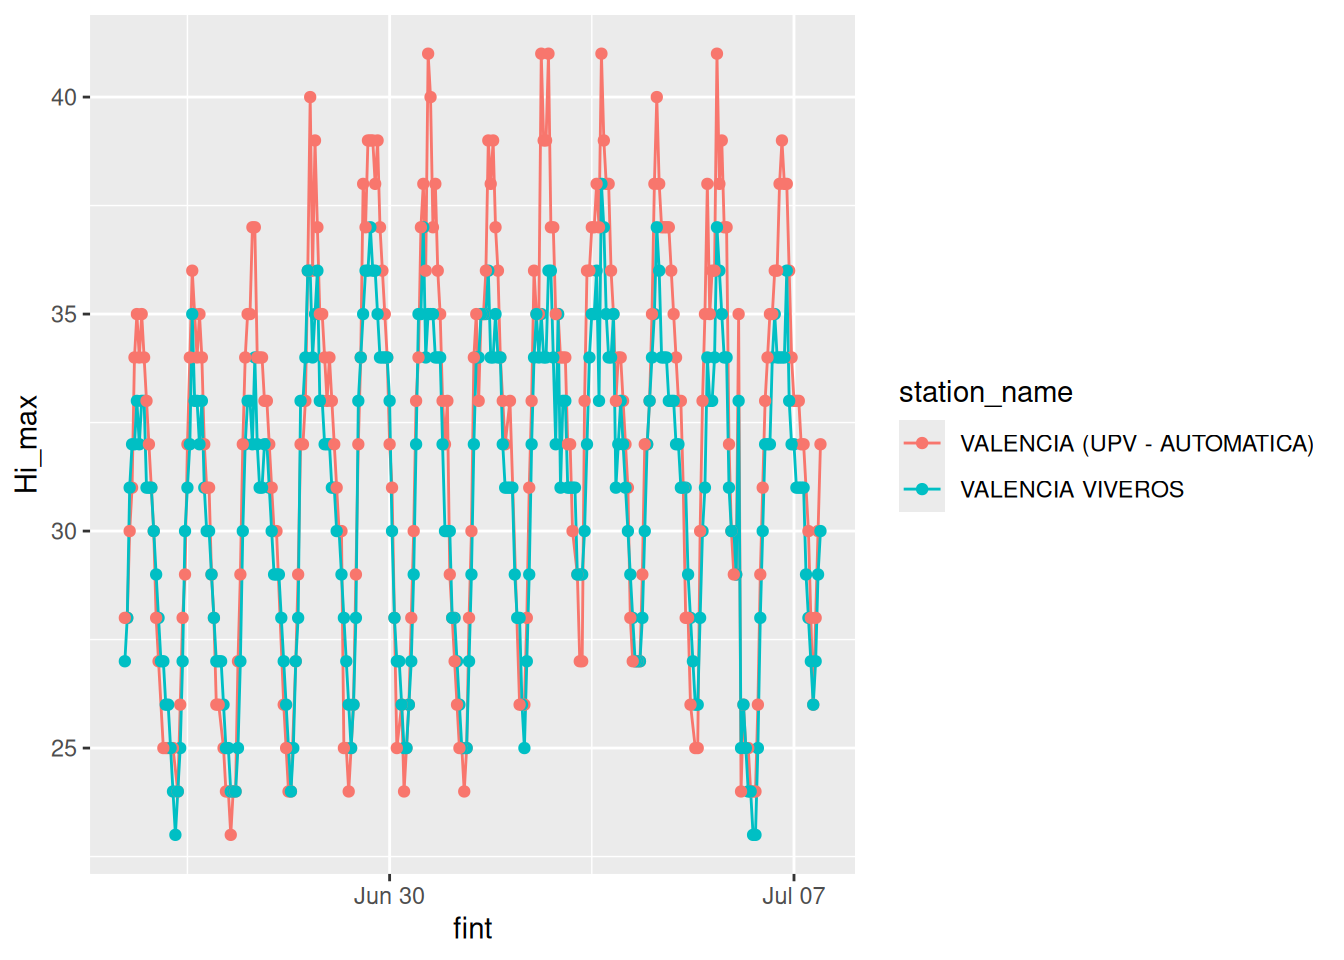 Hi_max
40
35
30
25
Jun 30
Jul 07
fint
station_name
VALENCIA (UPV - AUTOMATICA)
VALENCIA VIVEROS